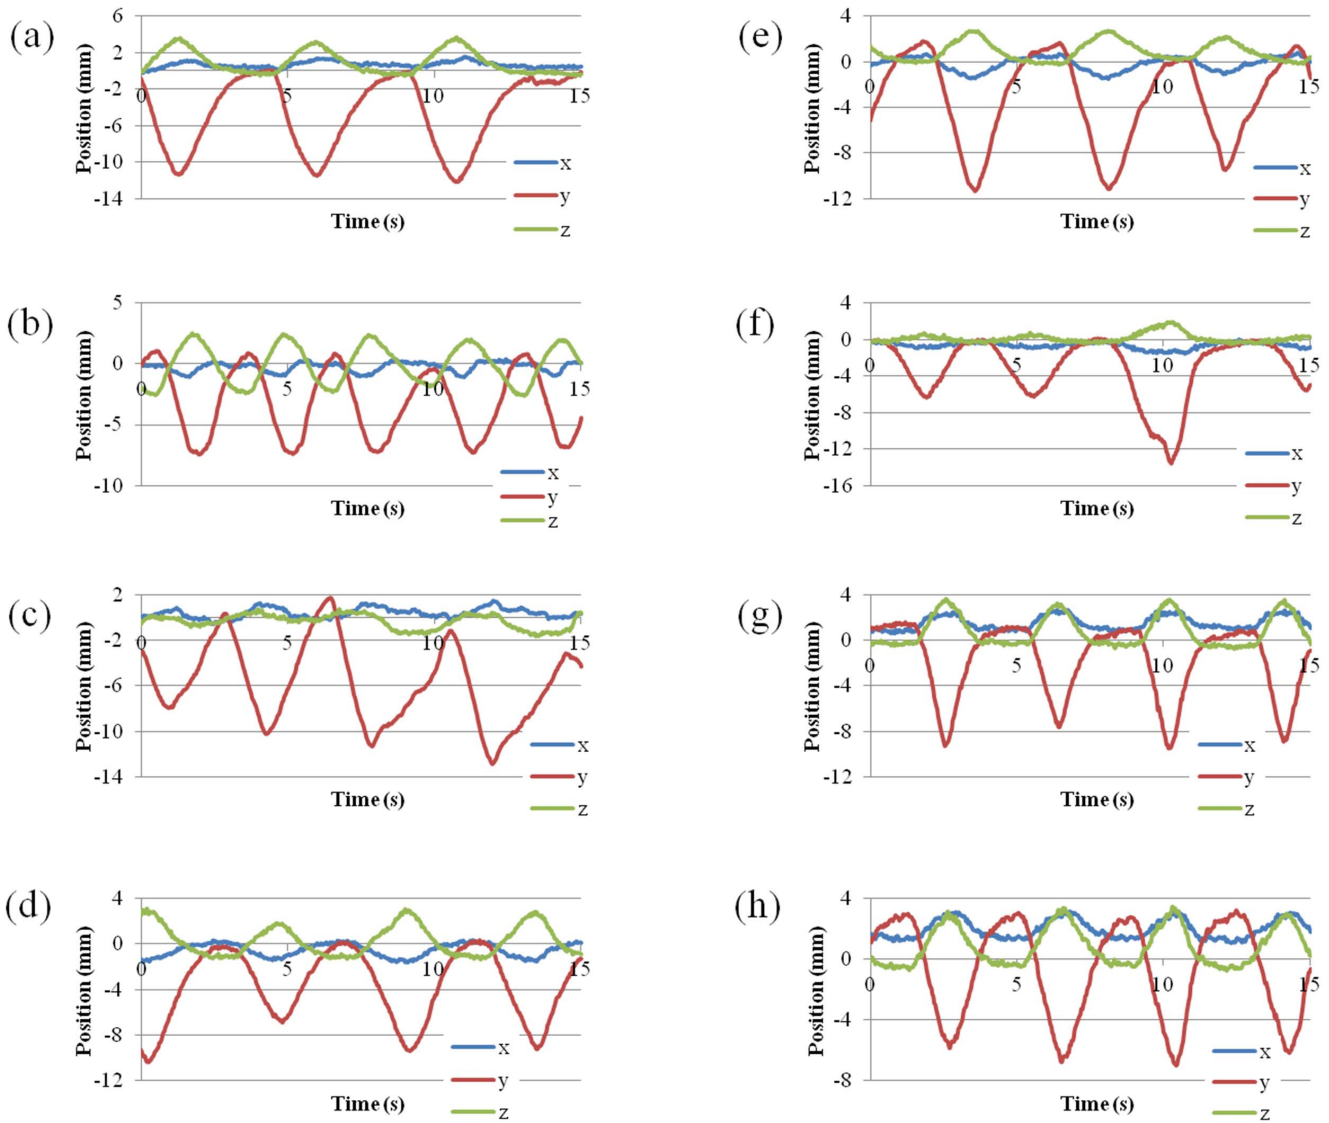 (a)
6
2
-2
-6
-10
-14
Position (mm)
0 5 10 15
Time (s)
x
y
z
(e)
4
0
-4
-8
-12
Position (mm)
0 5 10 15
Time (s)
x
y
z
(b)
5
0
-5
-10
Position (mm)
0 5 10 15
Time (s)
x
y
z
(f)
4
0
-4
-8
-12
-16
Position (mm)
0 5 10 15
Time (s)
x
y
z
(c)
2
-2
-6
-10
-14
Position (mm)
0 5 10 15
Time (s)
x
y
z
(g)
4
0
-4
-8
-12
Position (mm)
0 5 10 15
Time (s)
x
y
z
(d)
4
0
-4
-8
-12
Position (mm)
0 5 10 15
Time (s)
x
y
z
(h)
4
0
-4
-8
Position (mm)
0 5 10 15
Time (s)
x
y
z